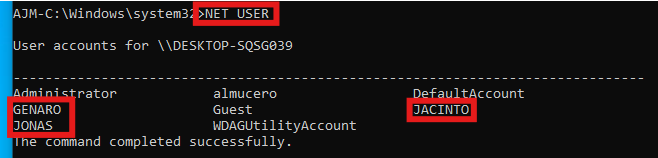 AJM-C:\Windows\system32>NET USER
User accounts for \\DESKTOP-SQSG039
-------------------------------------------------------------------------------
Administrator almucero DefaultAccount
GENARO Guest JACINTO
JONAS WDAGUtilityAccount
The command completed successfully.